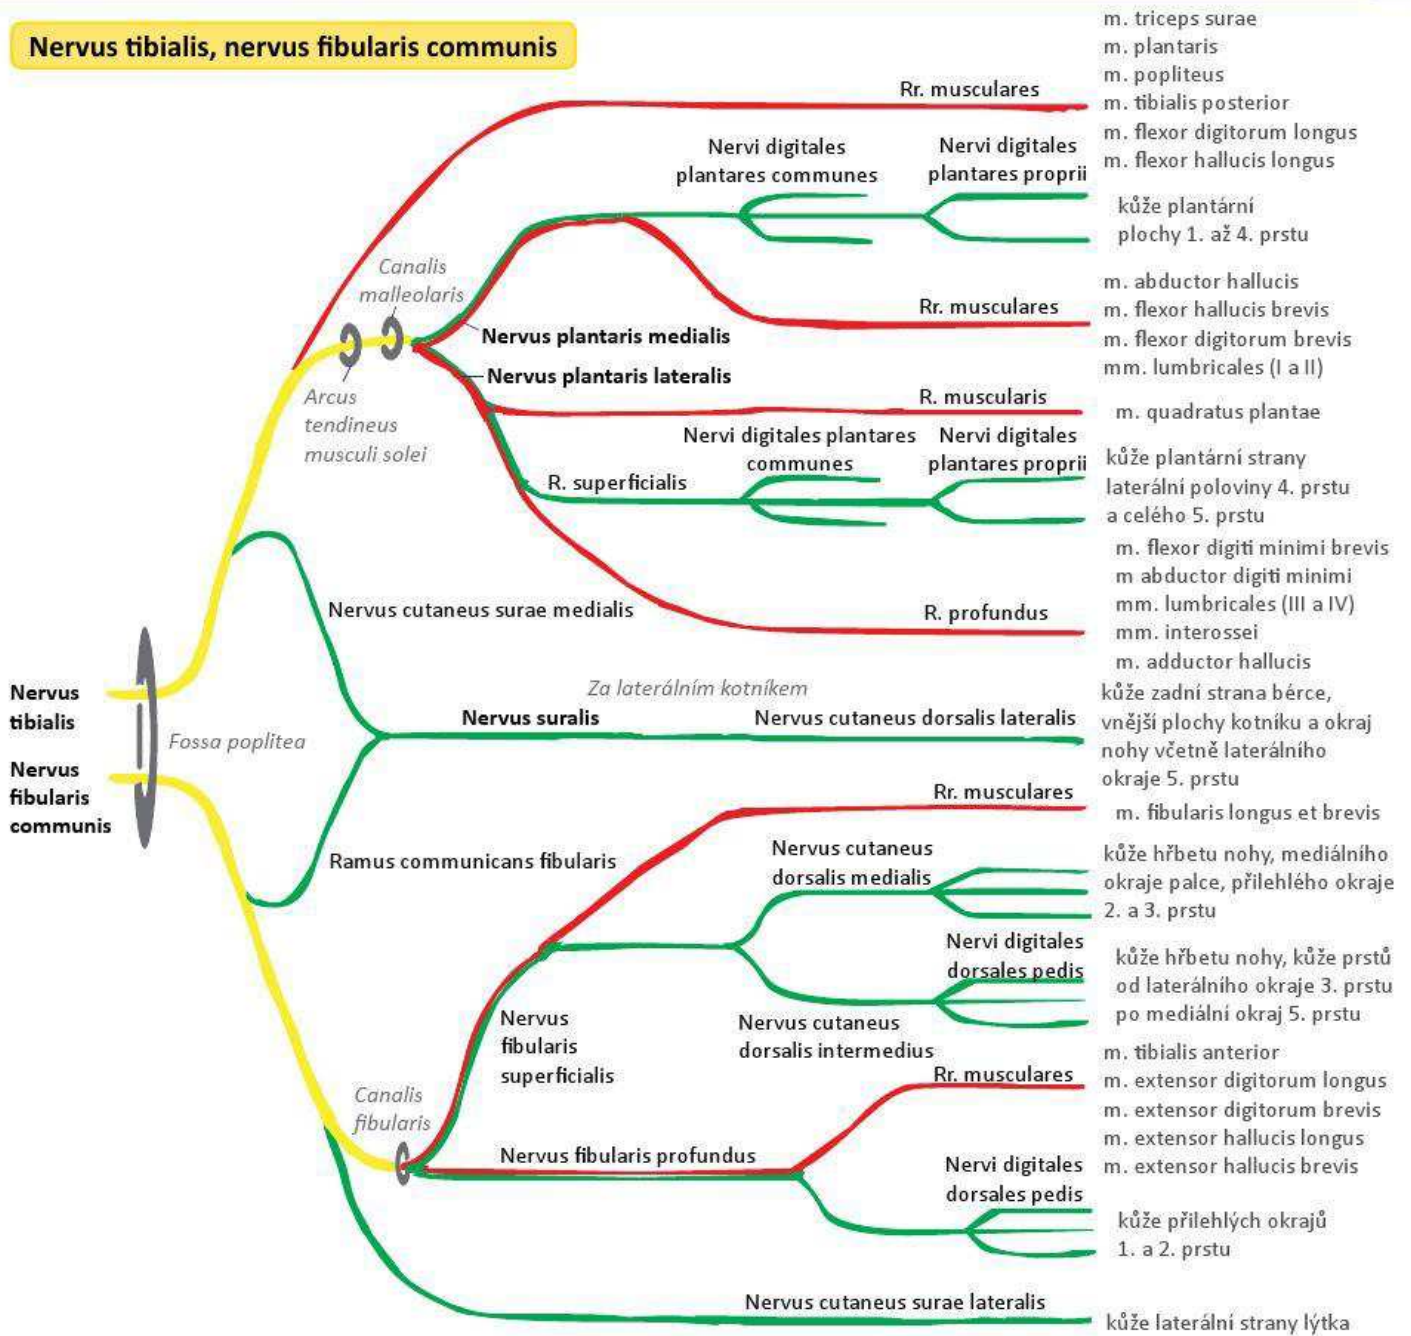 Nervus tibialis, nervus fibularis communis
m. triceps surae
m. plantaris
m. popliteus
m. tibialis posterior
m. flexor digitorum longus
m. flexor hallucis longus
Rr. musculares
Nervi digitales
plantares communes
Nervi digitales
plantares proprii
kůže plantární
plochy 1. až 4. prstu
Canalis
malleolaris
Nervus plantaris medialis
Rr. musculares
m. abductor hallucis
m. flexor hallucis brevis
m. flexor digitorum brevis
mm. lumbricales (I a II)
Nervus plantaris lateralis
Arcus
tendineus
musculi solei
R. muscularis
m. quadratus plantae
Nervi digitales plantares
communes
Nervi digitales
plantares proprii
R. superficialis
kůže plantární strany
laterální poloviny 4. prstu
a celého 5. prstu
Nervus cutaneus surae medialis
R. profundus
m. flexor digiti minimi brevis
m abductor digiti minimi
mm. lumbricales (III a IV)
mm. interossei
m. adductor hallucis
Nervus
tibialis
Fossa poplitea
Nervus
fibularis
communis
Za laterálním kotníkem
Nervus suralis
Nervus cutaneus dorsalis lateralis
kůže zadní strana bérce,
vnější plochy kotníku a okraj
nohy včetně laterálního
okraje 5. prstu
Rr. musculares
m. fibularis longus et brevis
Ramus communicans fibularis
Nervus cutaneus
dorsalis medialis
kůže hřbetu nohy, mediálního
okraje palce, přilehlého okraje
2. a 3. prstu
Nervi digitales
dorsales pedis
kůže hřbetu nohy, kůže prstů
od laterálního okraje 3. prstu
po mediální okraj 5. prstu
Nervus
fibularis
superficialis
Nervus cutaneus
dorsalis intermedius
Canalis
fibularis
Rr. musculares
m. tibialis anterior
m. extensor digitorum longus
m. extensor digitorum brevis
m. extensor hallucis longus
m. extensor hallucis brevis
Nervus fibularis profundus
Nervi digitales
dorsales pedis
kůže přilehlých okrajů
1. a 2. prstu
Nervus cutaneus surae lateralis
kůže laterální strany lýtka